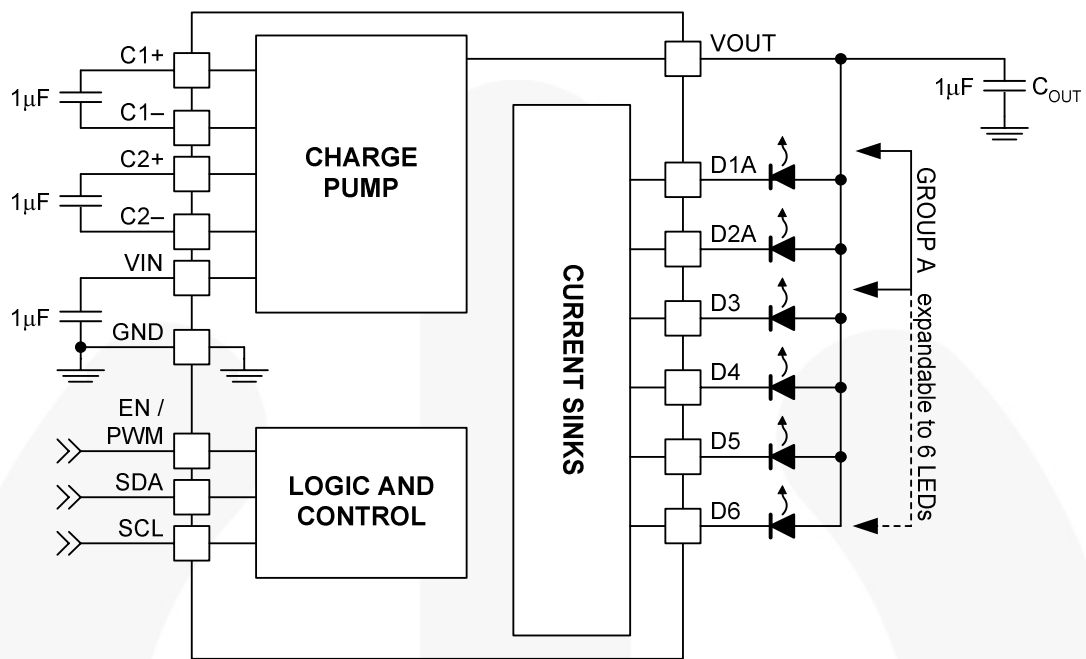 C1+
1µF
C1–
C2+
1µF
C2–
VIN
1µF
GND
EN /
PWM
SDA
SCL
CHARGE
PUMP
LOGIC AND
CONTROL
CURRENT SINKS
VOUT
1µF
COUT
D1A
D2A
D3
D4
D5
D6
GROUP A expandable to 6 LEDs